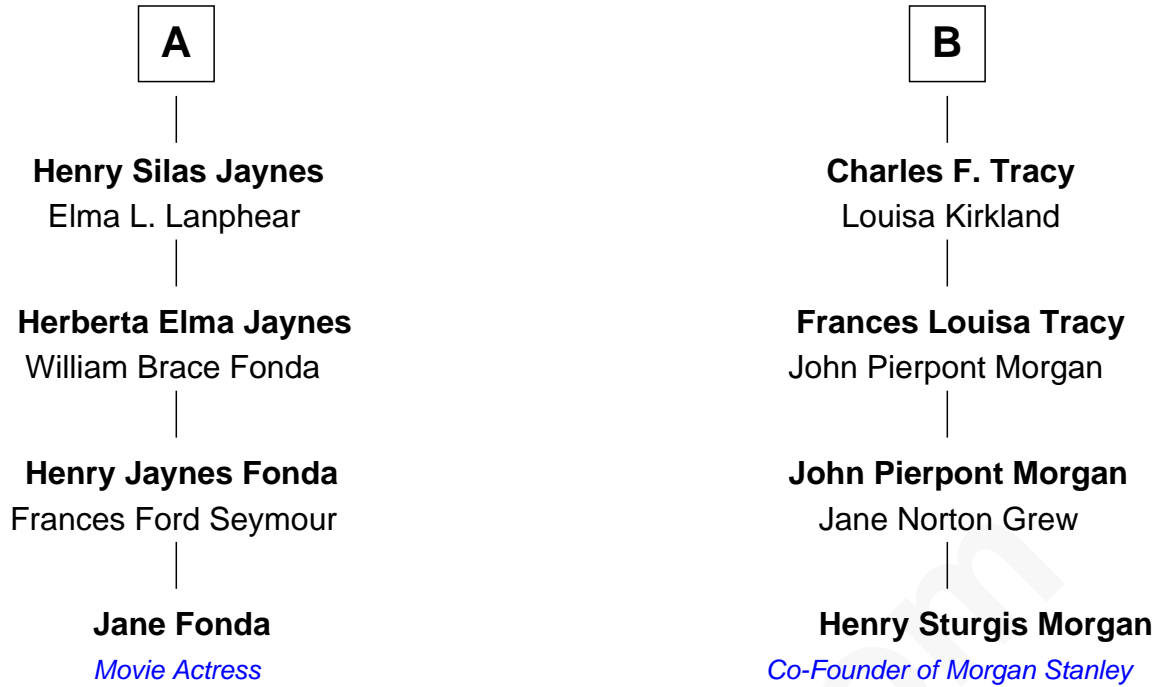 A
Henry Silas Jaynes
Elma L. Lanphear
Herberta Elma Jaynes
William Brace Fonda
Henry Jaynes Fonda
Frances Ford Seymour
Jane Fonda
Movie Actress
B
Charles F. Tracy
Louisa Kirkland
Frances Louisa Tracy
John Pierpont Morgan
John Pierpont Morgan
Jane Norton Grew
Henry Sturgis Morgan
Co-Founder of Morgan Stanley